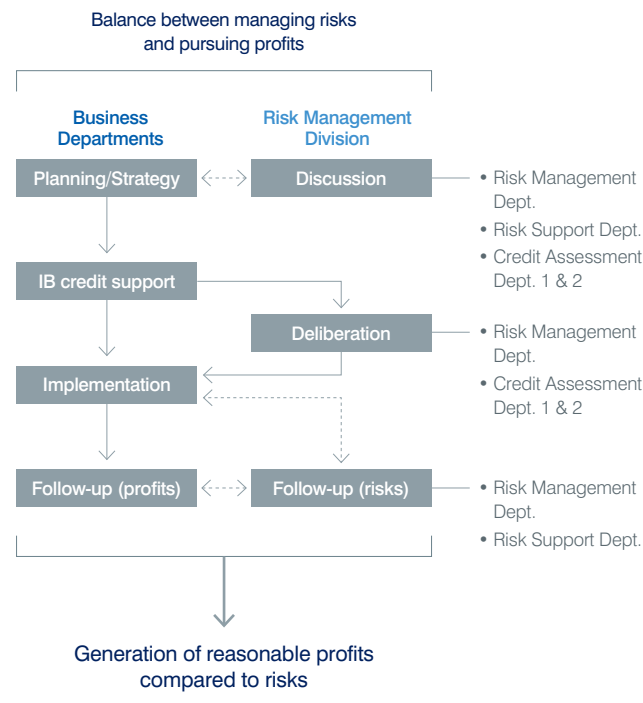 Balance between managing risks
and pursuing profits
Business
Departments
Risk Management
Division
Planning/Strategy
Discussion
• Risk Management
Dept.
• Risk Support Dept.
• Credit Assessment
Dept. 1 & 2
IB credit support
Deliberation
• Risk Management
Dept.
• Credit Assessment
Dept. 1 & 2
Implementation
Follow-up (profits)
Follow-up (risks)
• Risk Management
Dept.
• Risk Support Dept.
Generation of reasonable profits
compared to risks